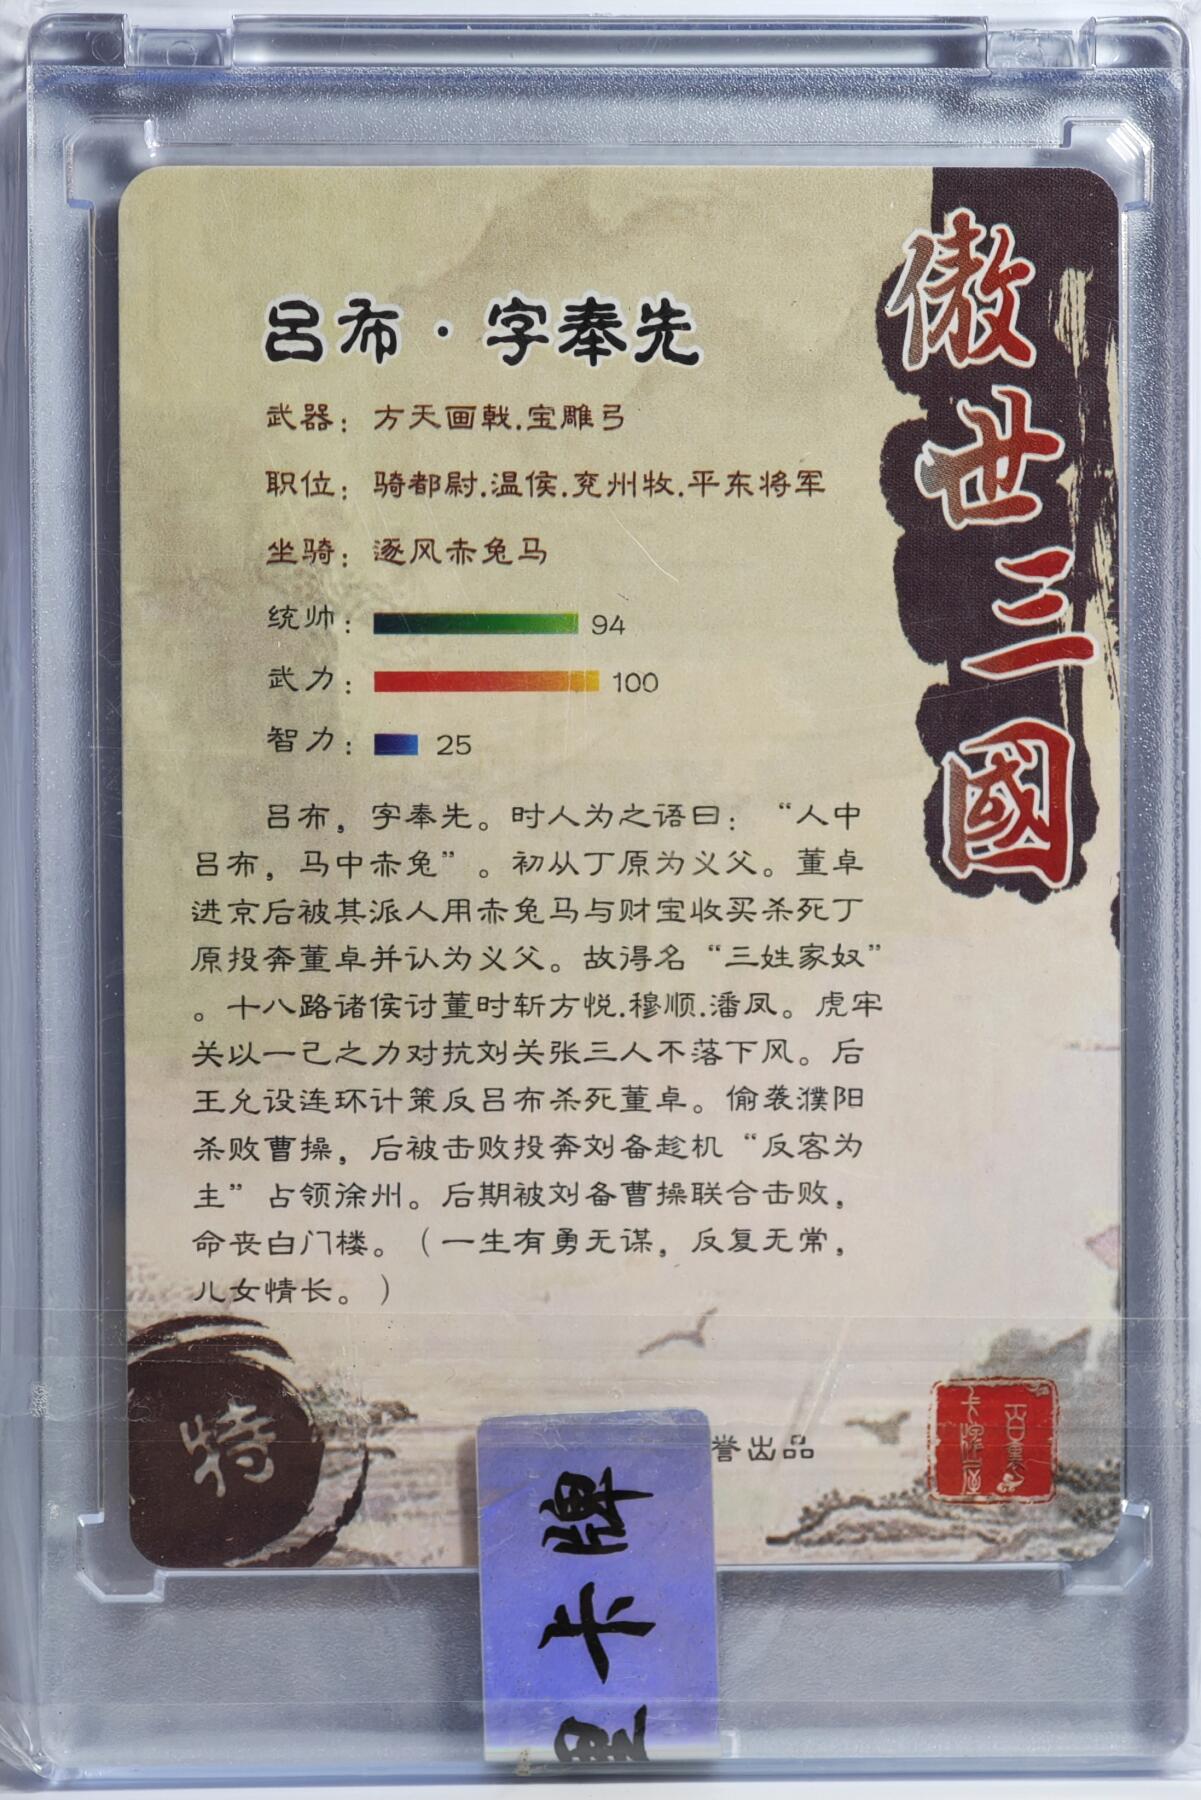 傲世三國
吕布·字奉先
武器：方天画戟.宝雕弓
职位：骑都尉.温侯.兖州牧.平东将军
坐骑：逐风赤兔马
统帅：94
武力：100
智力：25
吕布，字奉先。时人为之语曰：“人中
吕布，马中赤兔”。初从丁原为义父。董卓
进京后被其派人用赤兔马与财宝收买杀死丁
原投奔董卓并认为义父。故得名“三姓家奴”
。十八路诸侯讨董时斩方悦.穆顺.潘凤。虎牢
关以一己之力对抗刘关张三人不落下风。后
王允设连环计策反吕布杀死董卓。偷袭濮阳
杀败曹操，后被击败投奔刘备趁机“反客为
主”占领涂州。后期被刘备曹操联合击败，
命丧白门楼。（一生有勇无谋，反复无常，
儿女情长。）
特
誉出品
牌卡里